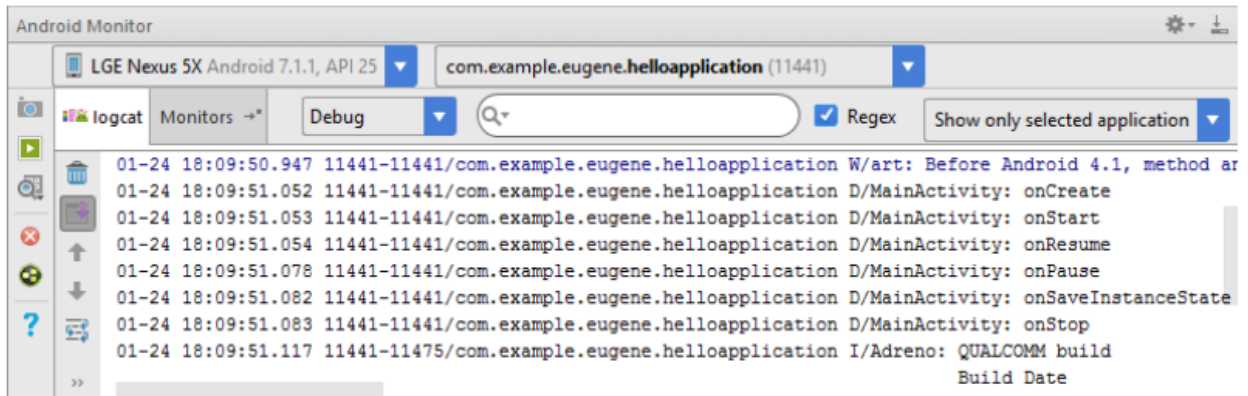 Android Monitor
LGE Nexus 5X Android 7.1.1, API 25 com.example.eugene.helloapplication (11441)
logcat Monitors Debug Regex Show only selected application
01-24 18:09:50.947 11441-11441/com.example.eugene.helloapplication W/art: Before Android 4.1, method an
01-24 18:09:51.052 11441-11441/com.example.eugene.helloapplication D/MainActivity: onCreate
01-24 18:09:51.053 11441-11441/com.example.eugene.helloapplication D/MainActivity: onStart
01-24 18:09:51.054 11441-11441/com.example.eugene.helloapplication D/MainActivity: onResume
01-24 18:09:51.078 11441-11441/com.example.eugene.helloapplication D/MainActivity: onPause
01-24 18:09:51.082 11441-11441/com.example.eugene.helloapplication D/MainActivity: onSaveInstanceState
01-24 18:09:51.083 11441-11441/com.example.eugene.helloapplication D/MainActivity: onStop
01-24 18:09:51.117 11441-11475/com.example.eugene.helloapplication I/Adreno: QUALCOMM build
Build Date